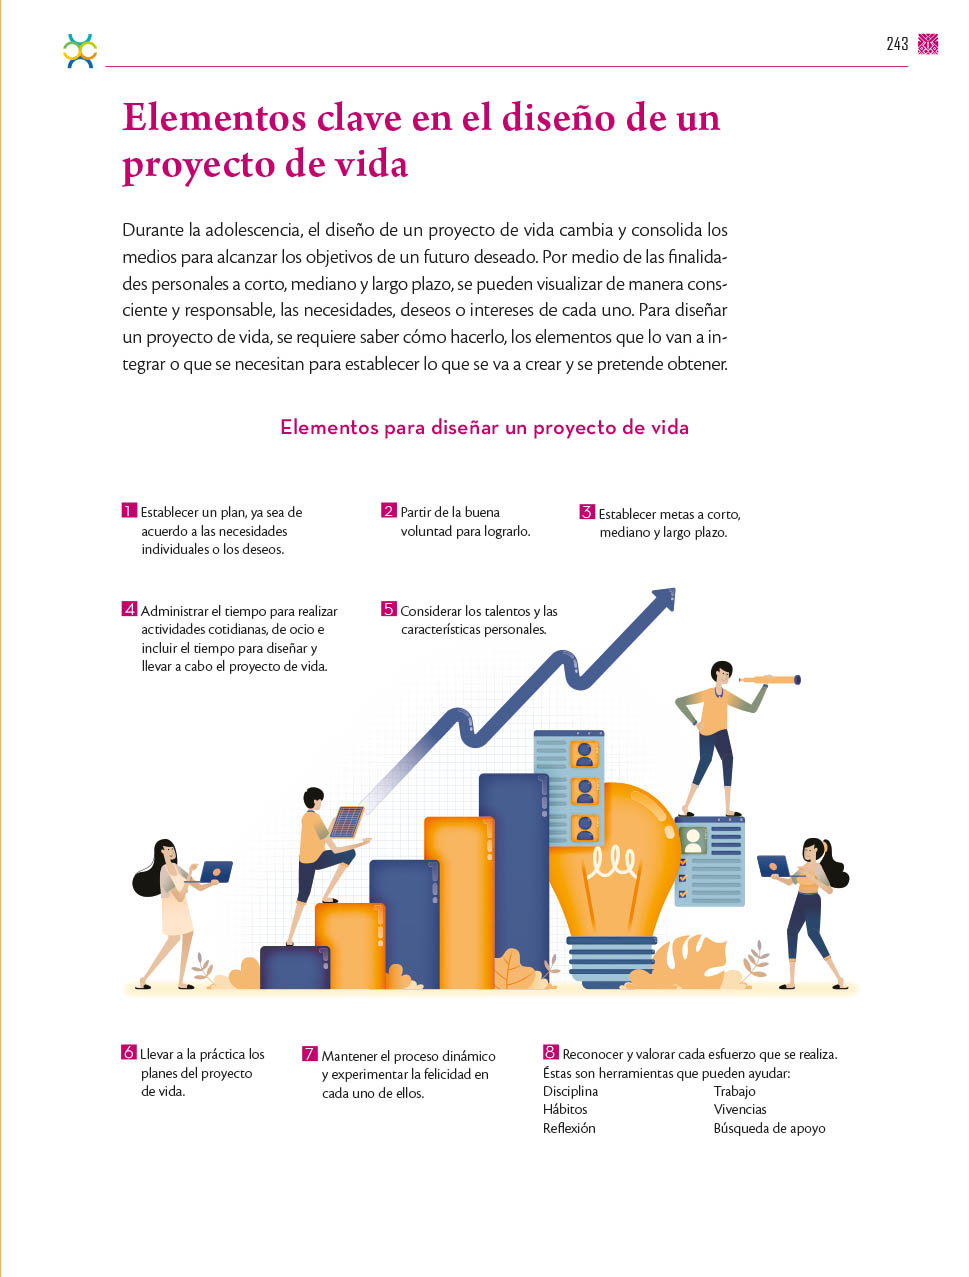 243
Elementos clave en el diseño de un
proyecto de vida
Durante la adolescencia, el diseño de un proyecto de vida cambia y consolida los
medios para alcanzar los objetivos de un futuro deseado. Por medio de las finalida-
des personales a corto, mediano y largo plazo, se pueden visualizar de manera cons-
ciente y responsable, las necesidades, deseos o intereses de cada uno. Para diseñar
un proyecto de vida, se requiere saber cómo hacerlo, los elementos que lo van a in-
tegrar o que se necesitan para establecer lo que se va a crear y se pretende obtener.
Elementos para diseñar un proyecto de vida
1 Establecer un plan, ya sea de
acuerdo a las necesidades
individuales o los deseos.
2 Partir de la buena
voluntad para lograrlo.
3 Establecer metas a corto,
mediano y largo plazo.
4 Administrar el tiempo para realizar
actividades cotidianas, de ocio e
incluir el tiempo para diseñar y
llevar a cabo el proyecto de vida.
5 Considerar los talentos y las
características personales.
6 Llevar a la práctica los
planes del proyecto
de vida.
7 Mantener el proceso dinámico
y experimentar la felicidad en
cada uno de ellos.
8 Reconocer y valorar cada esfuerzo que se realiza.
Éstas son herramientas que pueden ayudar:
Disciplina
Hábitos
Reflexión
Trabajo
Vivencias
Búsqueda de apoyo